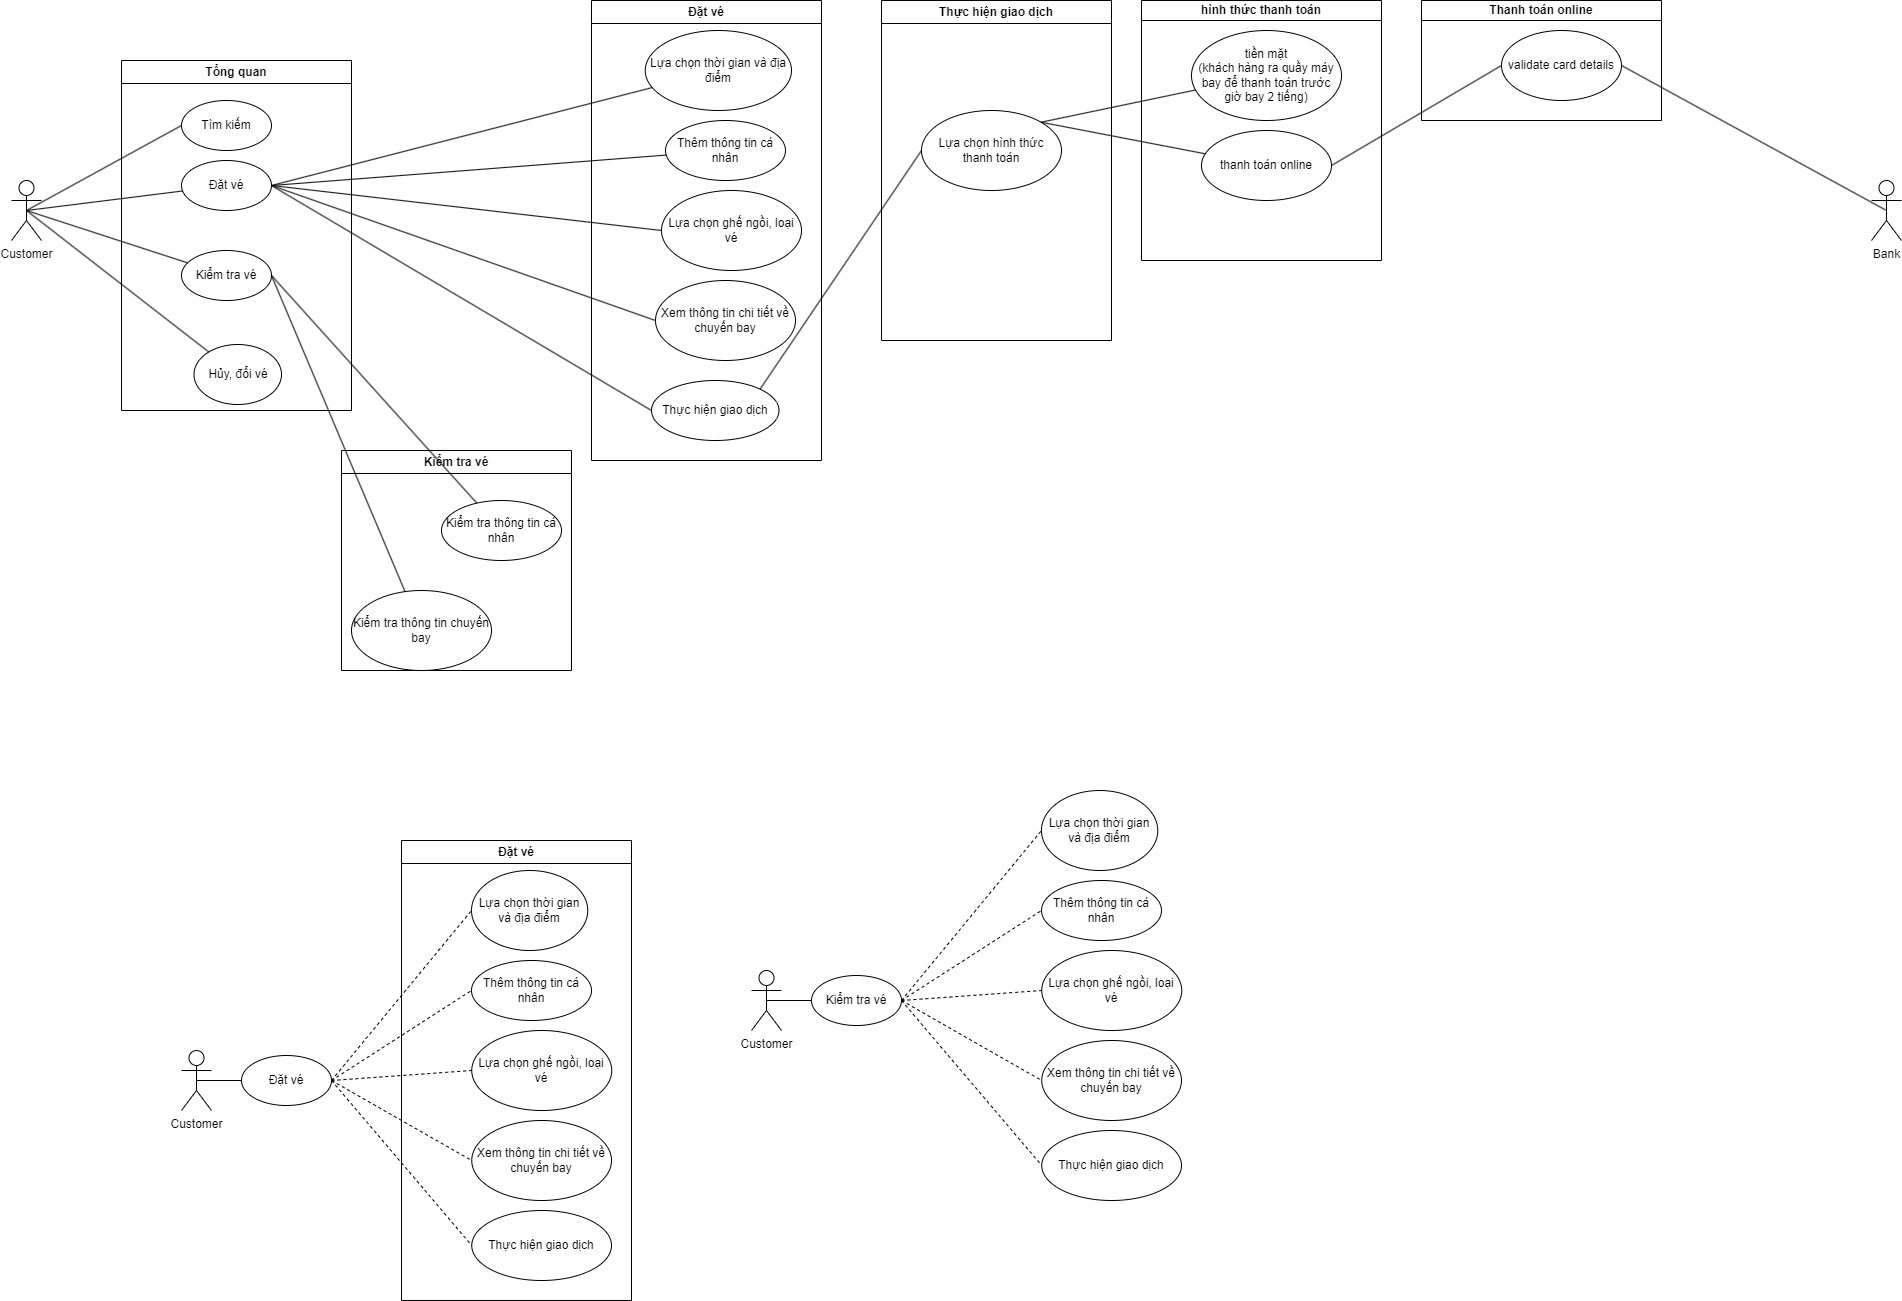 Tổng quan
Tìm kiếm
Đặt vé
Kiểm tra vé
Hủy, đổi vé
Customer
Đặt vé
Lựa chọn thời gian và địa
điểm
Thêm thông tin cá
nhân
Lựa chọn ghế ngồi, loại
vé
Xem thông tin chi tiết về
chuyến bay
Thực hiện giao dịch
Thực hiện giao dịch
Lựa chọn hình thức
thanh toán
hình thức thanh toán
tiền mặt
(khách hàng ra quầy máy
bay để thanh toán trước
giờ bay 2 tiếng)
thanh toán online
Thanh toán online
validate card details
Bank
Kiểm tra vé
Kiểm tra thông tin cá
nhân
Kiểm tra thông tin chuyến
bay
Đặt vé
Lựa chọn thời gian
và địa điểm
Thêm thông tin cá
nhân
Lựa chọn ghế ngồi, loại
vé
Xem thông tin chi tiết về
chuyến bay
Thực hiện giao dịch
Đặt vé
Customer
Customer
Kiểm tra vé
Lựa chọn thời gian
và địa điểm
Thêm thông tin cá
nhân
Lựa chọn ghế ngồi, loại
vé
Xem thông tin chi tiết về
chuyến bay
Thực hiện giao dịch